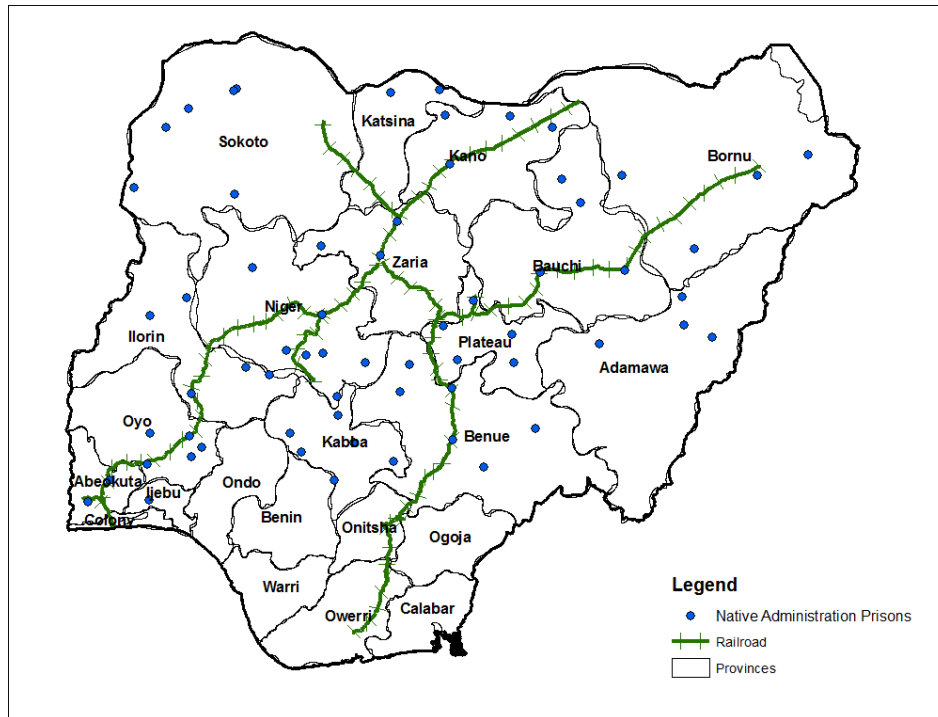 Katsina
Sokoto
Kano
Bornu
Zaria
Bauchi
Niger
Ilorin
Plateau
Adamawa
Oyo
Kabba
Benue
Abeokuta
Ijebu
Ondo
Colony
Benin
Onitsha
Ogoja
Warri
Owerri
Calabar
Legend
Native Administration Prisons
Railroad
Provinces